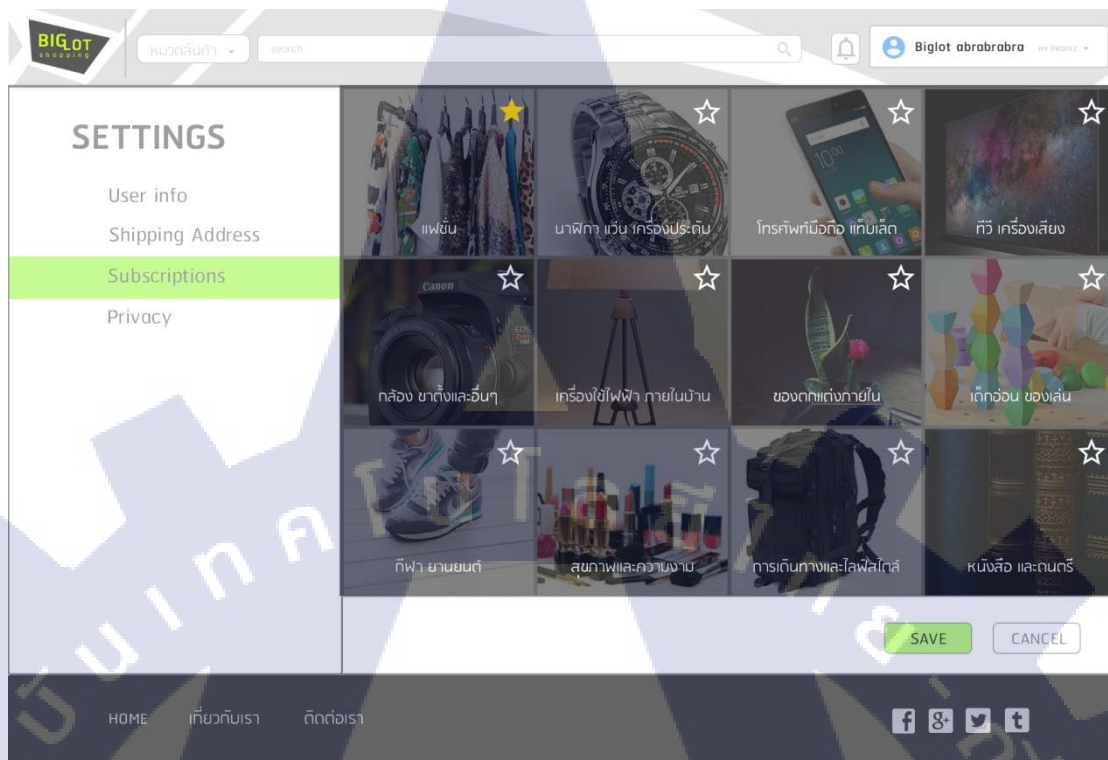 BIGLOT
shopping
หมวดสินค้า
search
Biglot abrabrabra
MY PROFILE
SETTINGS
User info
Shipping Address
Subscriptions
Privacy
แฟชั่น
นาฬิกา แว่น เครื่องประดับ
โทรศัพท์มือถือ แท็บเล็ต
ทีวี เครื่องเสียง
Canon
EOS
กล้อง ขาตั้งและอื่นๆ
เครื่องใช้ไฟฟ้า ภายในบ้าน
ของตกแต่งภายใน
เด็กอ่อน ของเล่น
กีฬา ยานยนต์
สุขภาพและความงาม
การเดินทางและไลฟ์สไตล์
หนังสือ และดนตรี
SAVE
CANCEL
HOME
เกี่ยวกับเรา
ติดต่อเรา